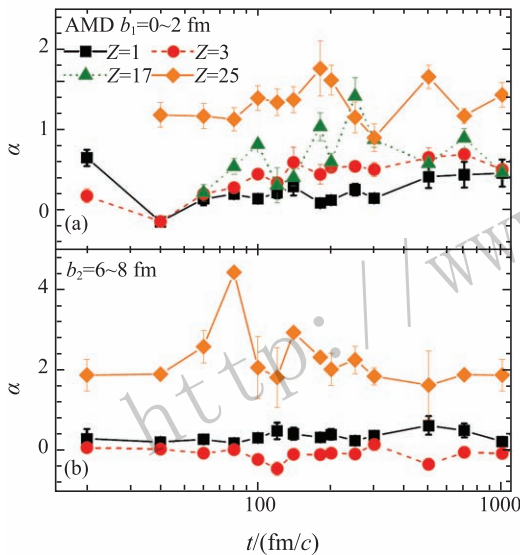 AMD b₁=0~2 fm
Z=1 Z=3
Z=17 Z=25
2
1
0
α
(a)
b₂=6~8 fm
4
2
0
α
(b)
100 1000
t/(fm/c)
http://www